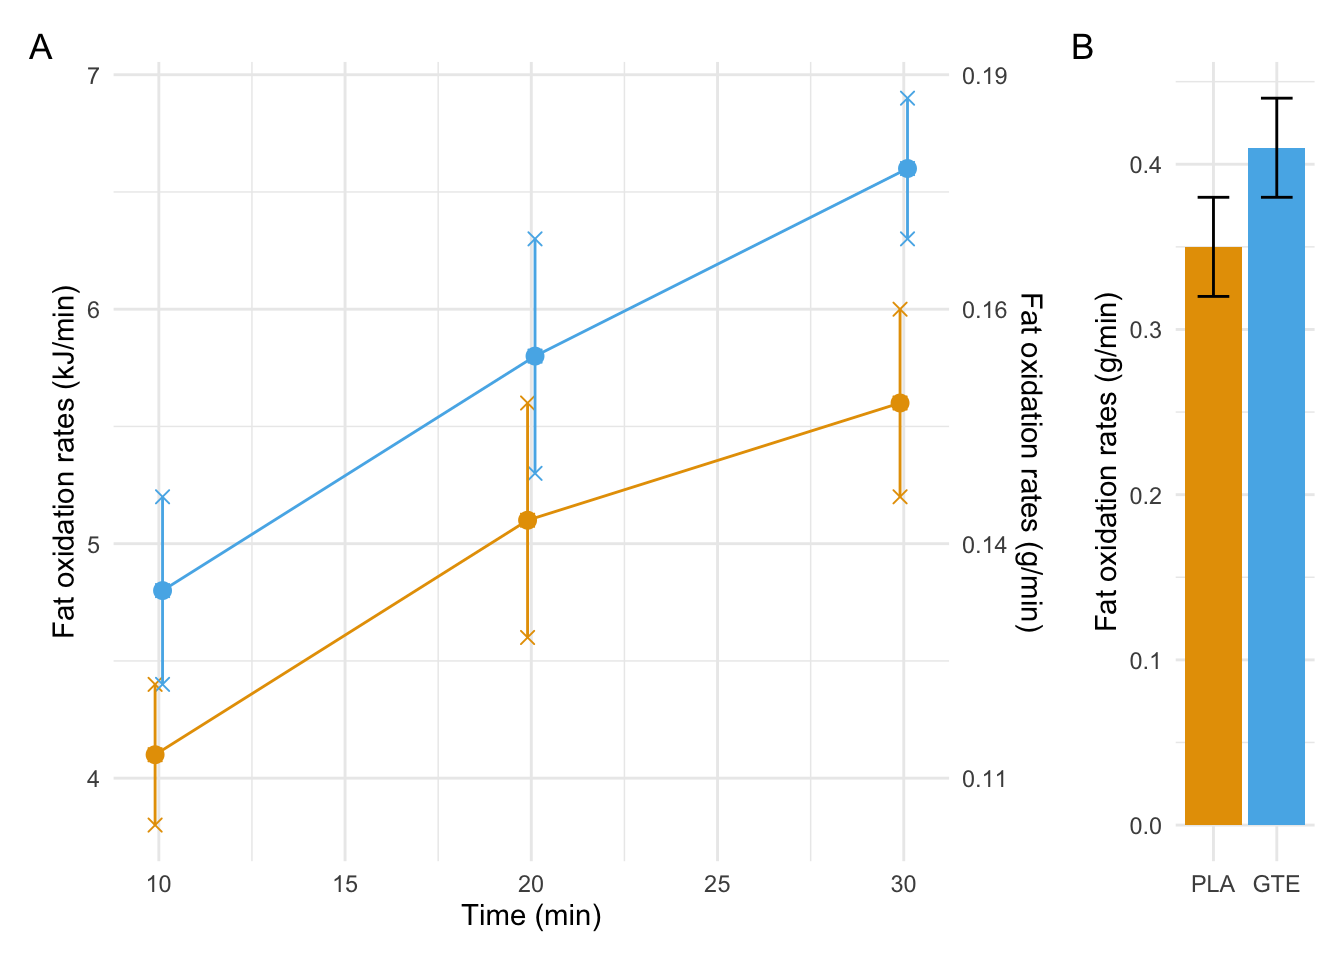 A
Fat oxidation rates (kJ/min)
7
6
5
4
10 15 20 25 30
Time (min)
0.19
0.16
0.14
0.11
Fat oxidation rates (g/min)
B
Fat oxidation rates (g/min)
0.4
0.3
0.2
0.1
0.0
PLA GTE